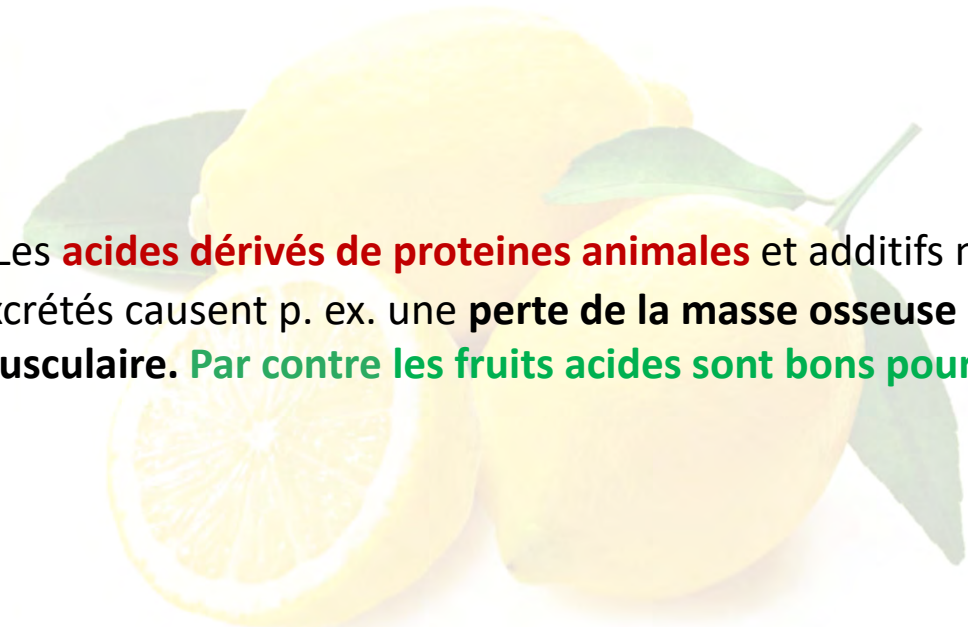 Les acides dérivés de proteines animales et additifs
crétés causent p. ex. une perte de la masse osseuse
usculaire. Par contre les fruits acides sont bons pour